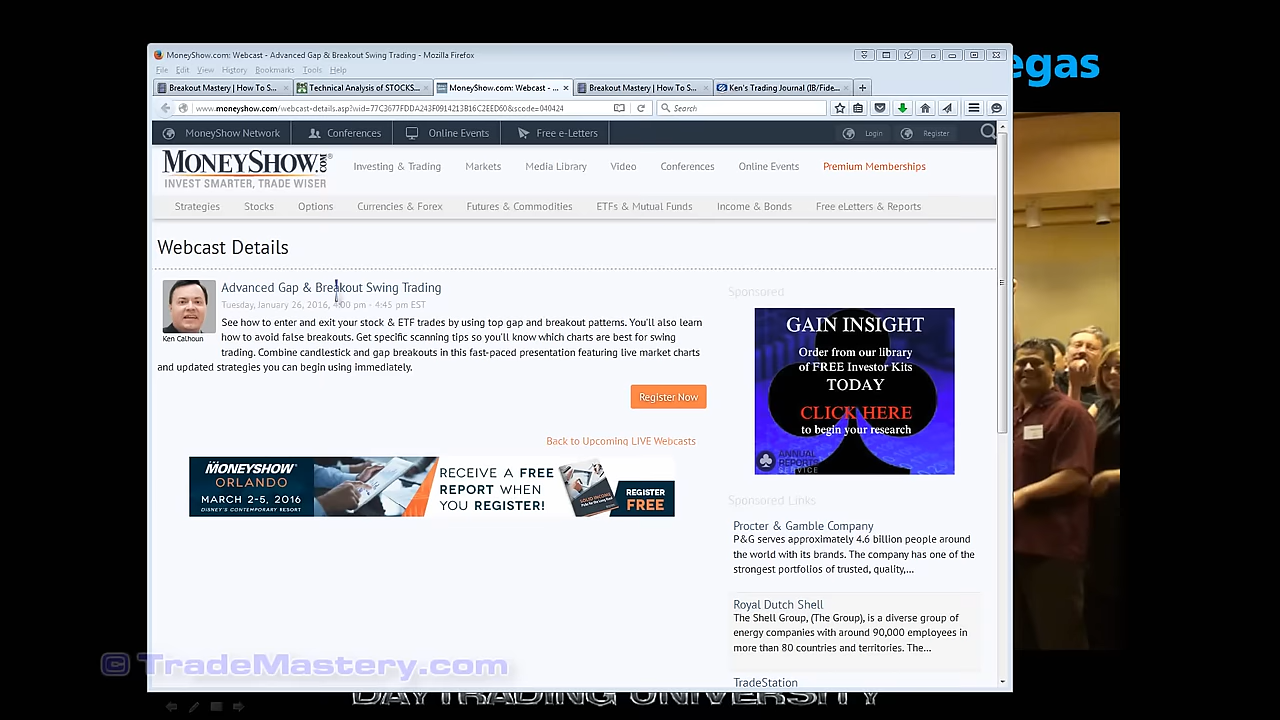 egas
MoneyShow.com: Webcast - Advanced Gap & Breakout Swing Trading - Mozilla Firefox
File Edit View History Bookmarks Tools Help
Breakout Mastery | How To S... × Technical Analysis of STOCKS... × MoneyShow.com: Webcast - ... × Breakout Mastery | How To S... × Ken's Trading Journal (IB/Fide... × +
www.moneyshow.com/webcast-details.asp?wid=77C3677FDDA243F0914213B16C2EED60&scode=040424 Search
MoneyShow Network Conferences Online Events Free e-Letters Login Register
MONEYSHOW.COM®
INVEST SMARTER, TRADE WISER
Investing & Trading Markets Media Library Video Conferences Online Events Premium Memberships
Strategies Stocks Options Currencies & Forex Futures & Commodities ETFs & Mutual Funds Income & Bonds Free eLetters & Reports
Webcast Details
Advanced Gap & Breakout Swing Trading
Tuesday, January 26, 2016, 4:00 pm - 4:45 pm EST
See how to enter and exit your stock & ETF trades by using top gap and breakout patterns. You'll also learn
how to avoid false breakouts. Get specific scanning tips so you'll know which charts are best for swing
trading. Combine candlestick and gap breakouts in this fast-paced presentation featuring live market charts
and updated strategies you can begin using immediately.
Ken Calhoun
Register Now
Back to Upcoming LIVE Webcasts
THE
MONEYSHOW®
ORLANDO
MARCH 2-5, 2016
DISNEY'S CONTEMPORARY RESORT
RECEIVE A FREE
REPORT WHEN
YOU REGISTER!
REGISTER
FREE
Sponsored
GAIN INSIGHT
Order from our library
of FREE Investor Kits
TODAY
CLICK HERE
to begin your research
ANNUAL
REPORTS
SERVICE
Sponsored Links
Procter & Gamble Company
P&G serves approximately 4.6 billion people around
the world with its brands. The company has one of the
strongest portfolios of trusted, quality,...
Royal Dutch Shell
The Shell Group, (The Group), is a diverse group of
energy companies with around 90,000 employees in
more than 80 countries and territories. The...
TradeStation
© TradeMastery.com
DAYTRADING UNIVERSITY